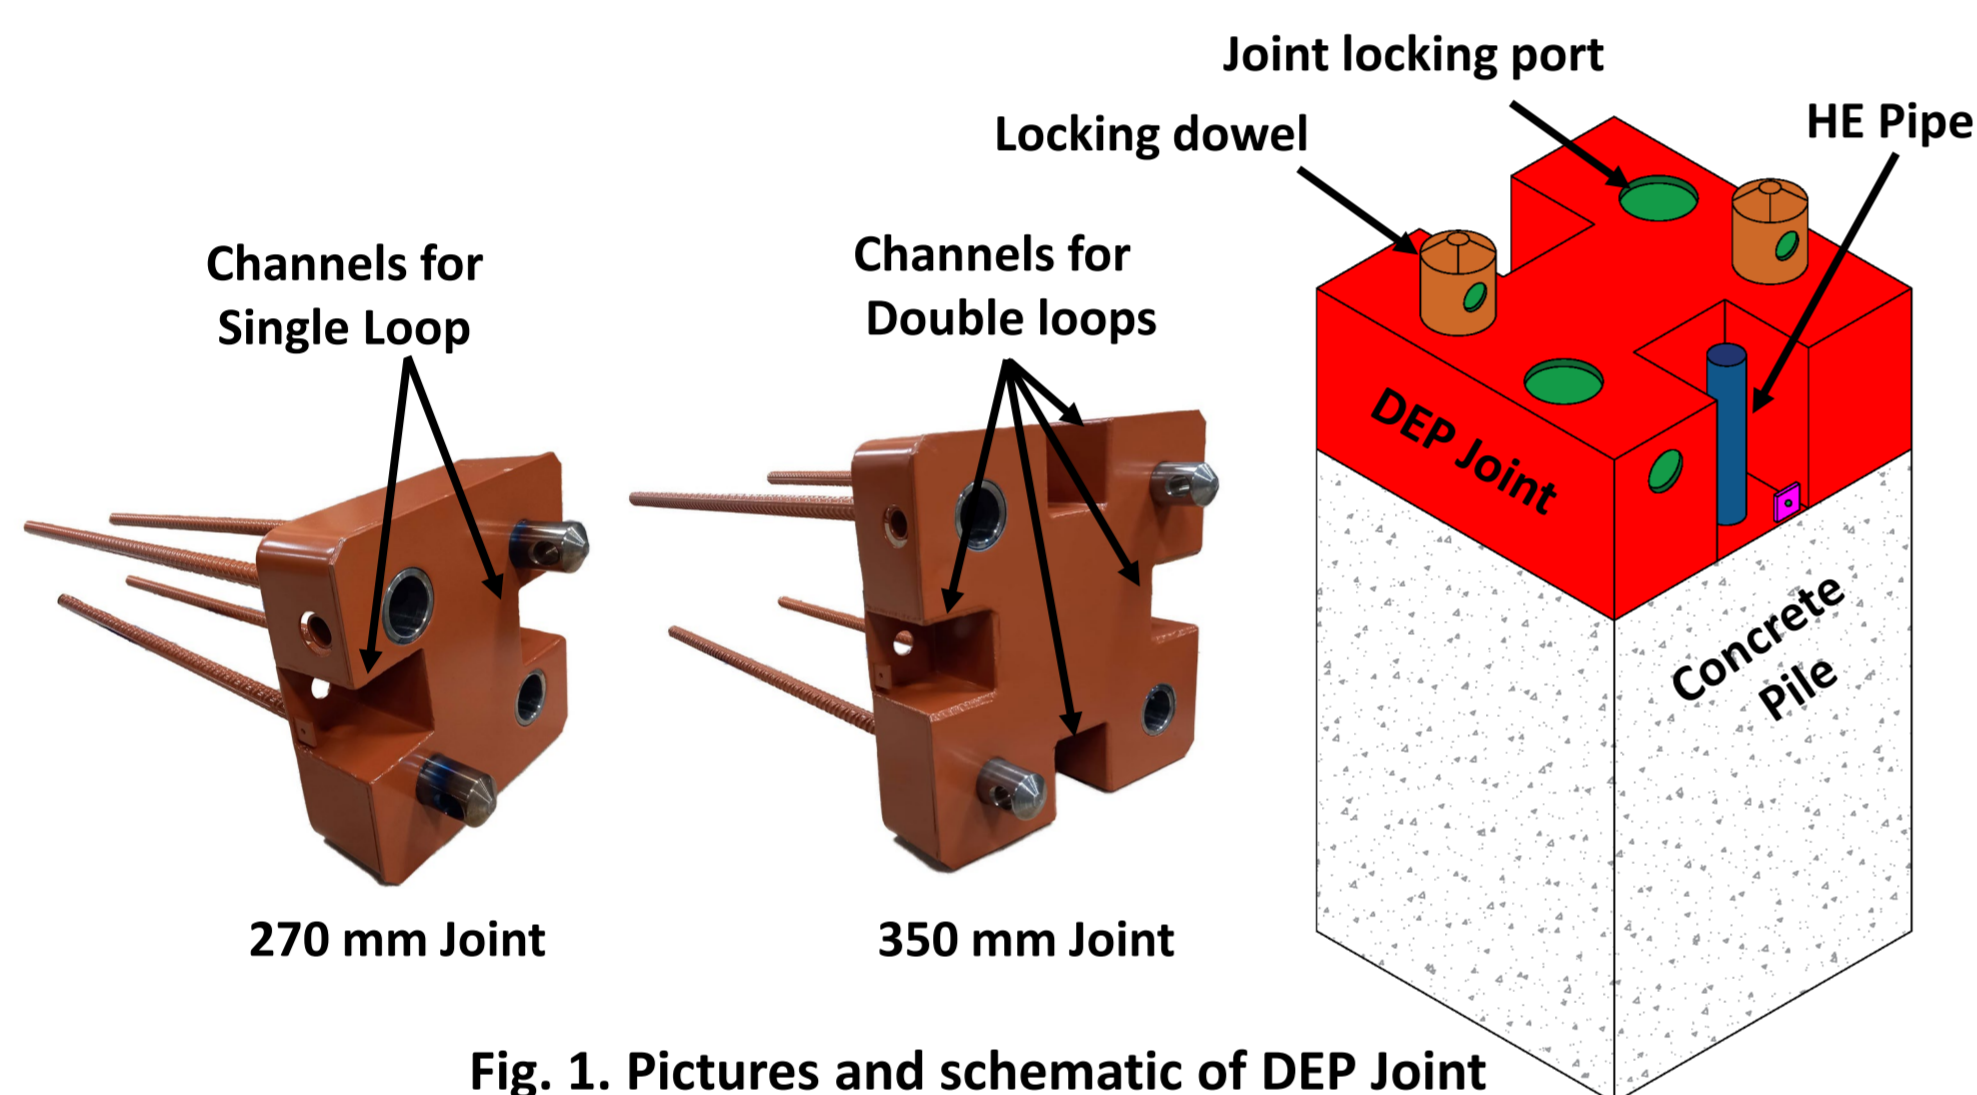 Joint locking port
Locking dowel
HE Pipe
Channels for
Single Loop
Channels for
Double loops
DEP Joint
Concrete
Pile
270 mm Joint
350 mm Joint
Fig. 1. Pictures and schematic of DEP Joint